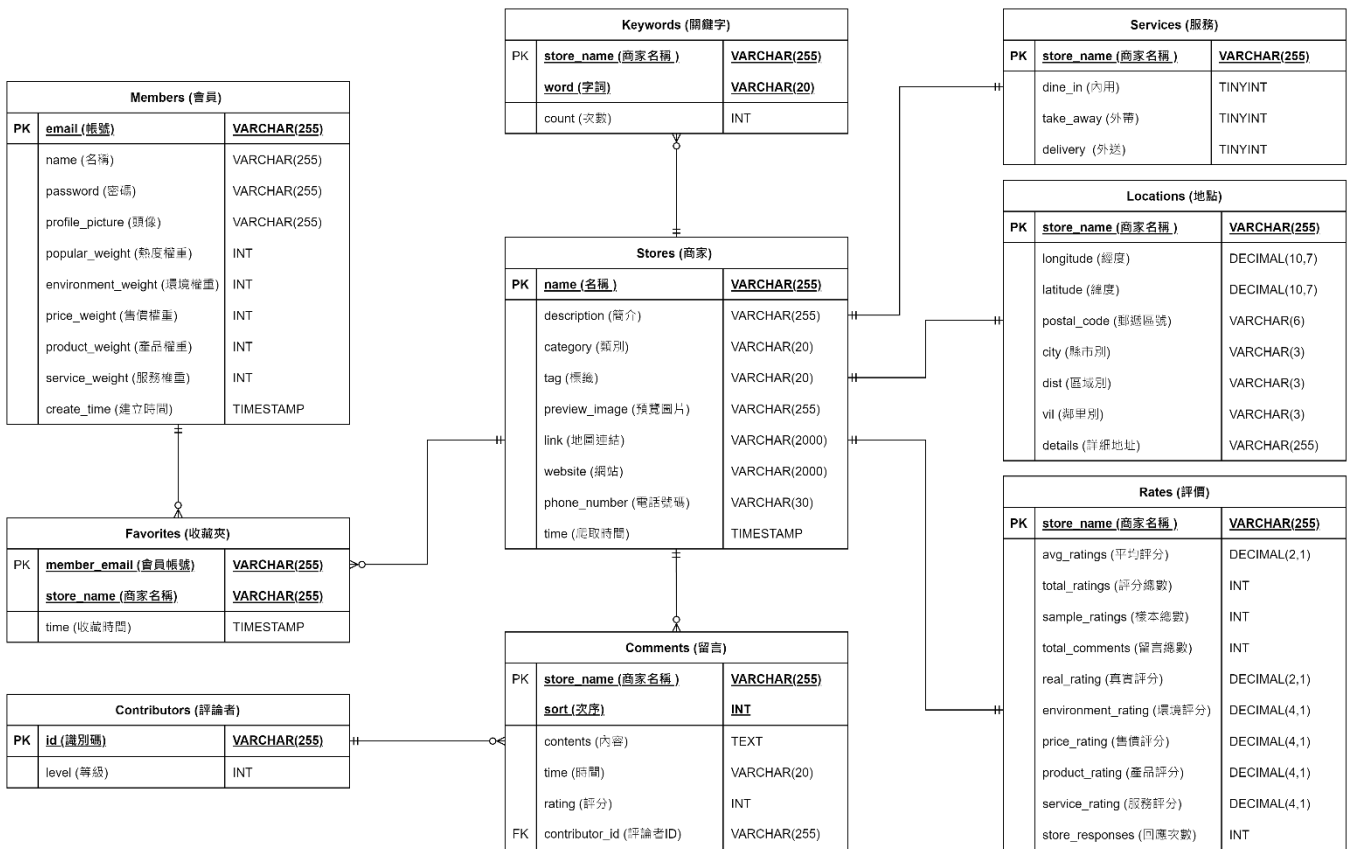 Members (會員)
PK email (帳號) VARCHAR(255)
name (名稱) VARCHAR(255)
password (密碼) VARCHAR(255)
profile_picture (頭像) VARCHAR(255)
popular_weight (熱度權重) INT
environment_weight (環境權重) INT
price_weight (售價權重) INT
product_weight (產品權重) INT
service_weight (服務權重) INT
create_time (建立時間) TIMESTAMP
Favorites (收藏夾)
PK member_email (會員帳號) VARCHAR(255)
store_name (商家名稱) VARCHAR(255)
time (收藏時間) TIMESTAMP
Contributors (評論者)
PK id (識別碼) VARCHAR(255)
level (等級) INT
Keywords (關鍵字)
PK store_name (商家名稱 ) VARCHAR(255)
word (字詞) VARCHAR(20)
count (次數) INT
Stores (商家)
PK name (名稱 ) VARCHAR(255)
description (簡介) VARCHAR(255)
category (類別) VARCHAR(20)
tag (標籤) VARCHAR(20)
preview_image (預覽圖片) VARCHAR(255)
link (地圖連結) VARCHAR(2000)
website (網站) VARCHAR(2000)
phone_number (電話號碼) VARCHAR(30)
time (爬取時間) TIMESTAMP
Comments (留言)
PK store_name (商家名稱 ) VARCHAR(255)
sort (次序) INT
contents (內容) TEXT
time (時間) VARCHAR(20)
rating (評分) INT
FK contributor_id (評論者ID) VARCHAR(255)
Services (服務)
PK store_name (商家名稱 ) VARCHAR(255)
dine_in (內用) TINYINT
take_away (外帶) TINYINT
delivery (外送) TINYINT
Locations (地點)
PK store_name (商家名稱 ) VARCHAR(255)
longitude (經度) DECIMAL(10,7)
latitude (緯度) DECIMAL(10,7)
postal_code (郵遞區號) VARCHAR(6)
city (縣市別) VARCHAR(3)
dist (區域別) VARCHAR(3)
vil (鄰里別) VARCHAR(3)
details (詳細地址) VARCHAR(255)
Rates (評價)
PK store_name (商家名稱 ) VARCHAR(255)
avg_ratings (平均評分) DECIMAL(2,1)
total_ratings (評分總數) INT
sample_ratings (樣本總數) INT
total_comments (留言總數) INT
real_rating (真實評分) DECIMAL(2,1)
environment_rating (環境評分) DECIMAL(4,1)
price_rating (售價評分) DECIMAL(4,1)
product_rating (產品評分) DECIMAL(4,1)
service_rating (服務評分) DECIMAL(4,1)
store_responses (回應次數) INT